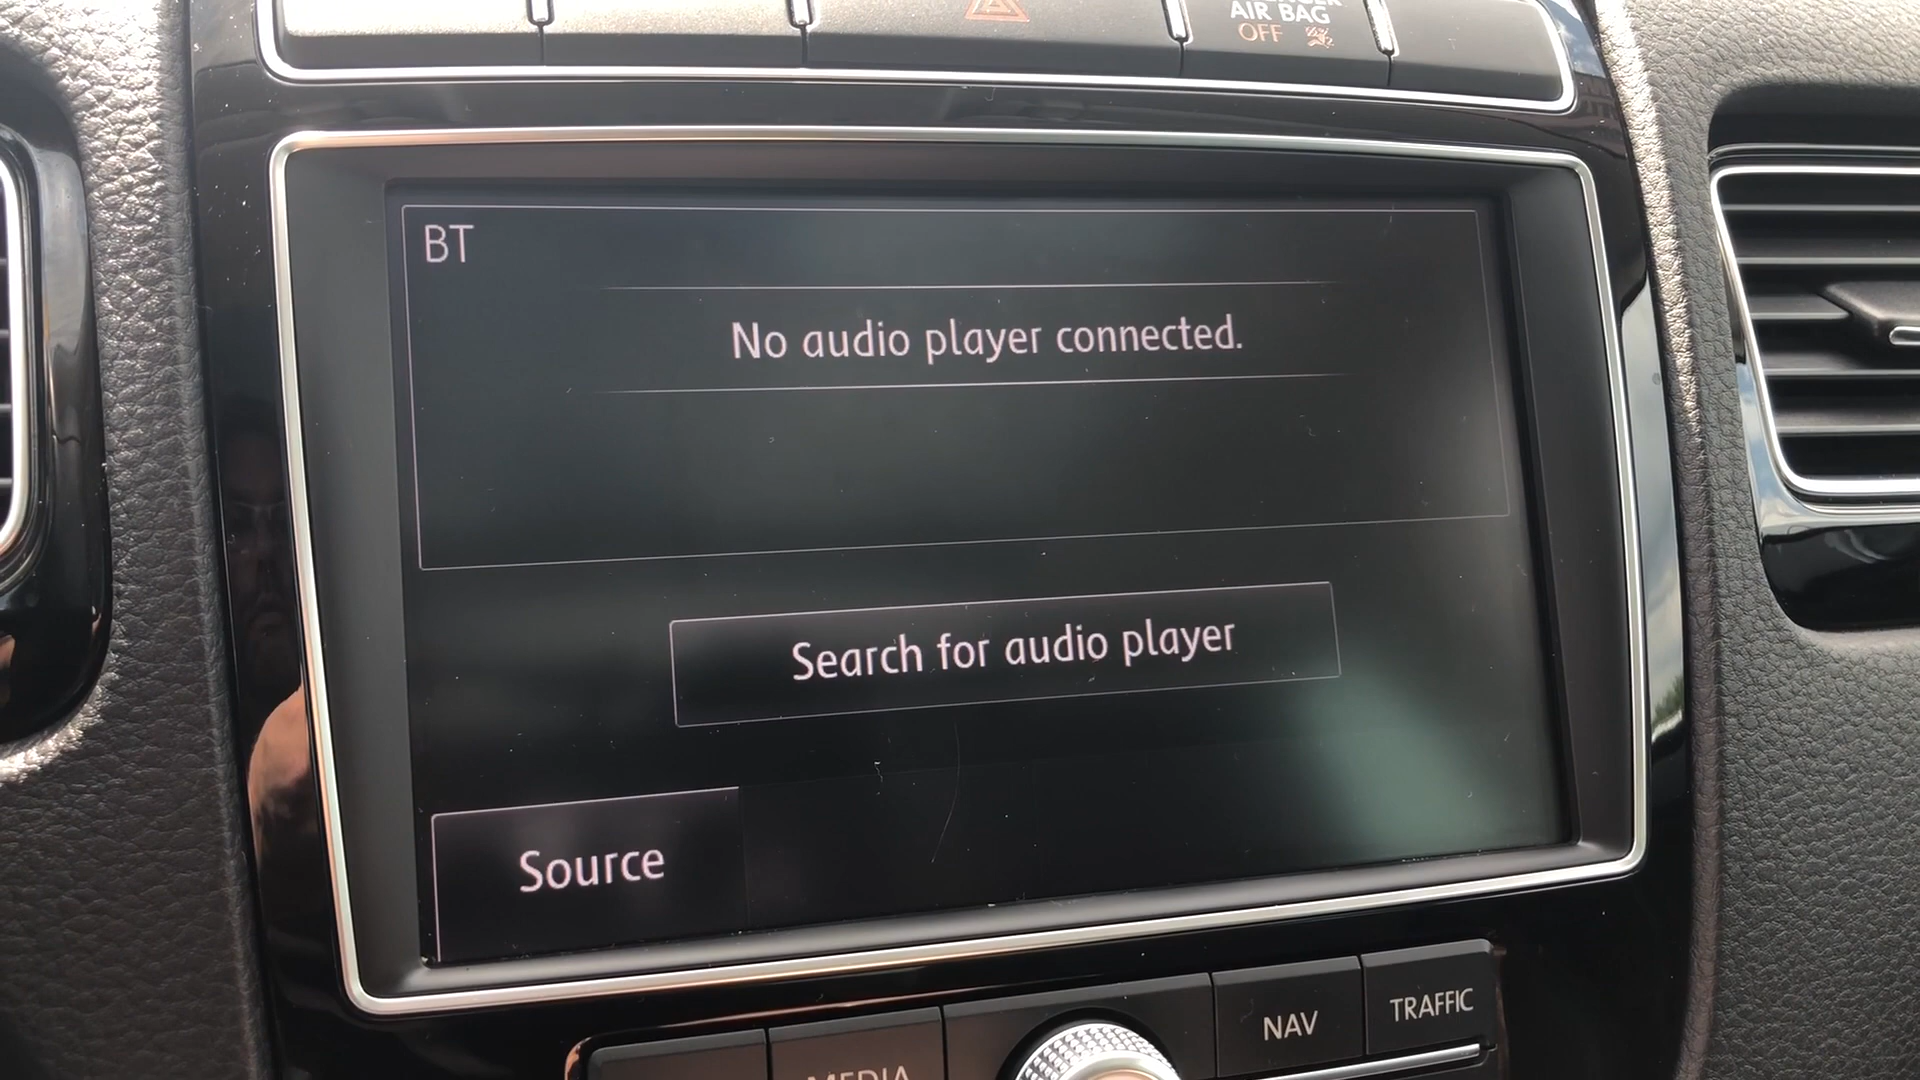 AIR BAG
OFF
BT
No audio player connected.
Search for audio player
Source
NAV
TRAFFIC
MEDIA